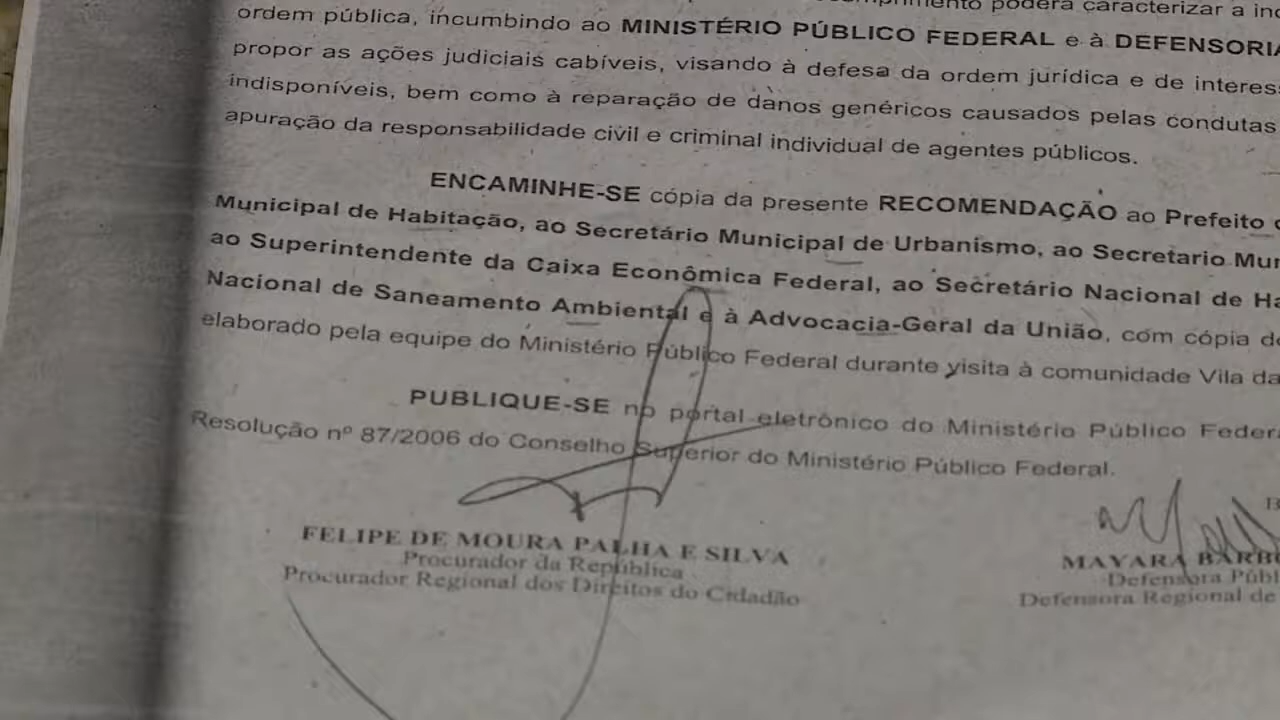 poderá caracterizar a
ordem pública, incumbindo ao MINISTÉRIO PÚBLICO FEDERAL e à DEFENSORIA
propor as ações judiciais cabíveis, visando à defesa da ordem jurídica e de interess
indisponíveis, bem como à reparação de danos genéricos causados pelas condutas
apuração da responsabilidade civil e criminal individual de agentes públicos.
ENCAMINHE-SE cópia da presente RECOMENDAÇÃO ao Prefeito
Municipal de Habitação, ao Secretário Municipal de Urbanismo, ao Secretario Mun
ao Superintendente da Caixa Econômica Federal, ao Secretário Nacional de Ha
Nacional de Saneamento Ambiental e à Advocacia-Geral da União, com cópia d
elaborado pela equipe do Ministério Público Federal durante visita à comunidade Vila da
PUBLIQUE-SE no portal eletrônico do Ministério Público Federa
Resolução nº 87/2006 do Conselho Superior do Ministério Público Federal.
FELIPE DE MOURA PALHA E SILVA
Procurador da República
Procurador Regional dos Direitos do Cidadão
MAYARA BARBO
Defensora Públ
Defensora Regional de